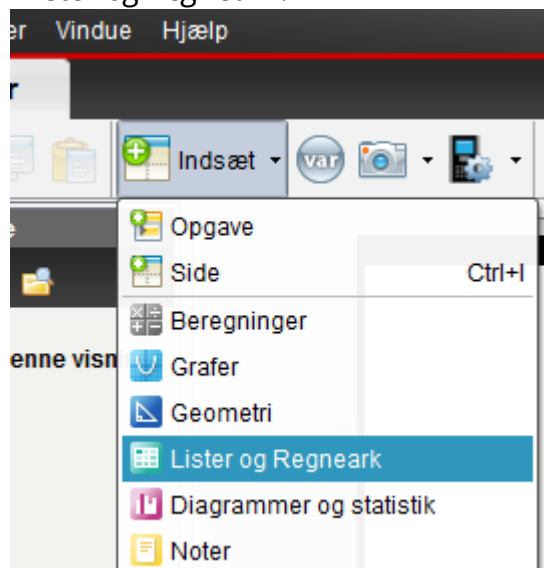 er Vindue Hjælp
r
Indsæt
var
Opgave
Side Ctrl+I
Beregninger
enne visn
Grafer
Geometri
Lister og Regneark
Diagrammer og statistik
Noter